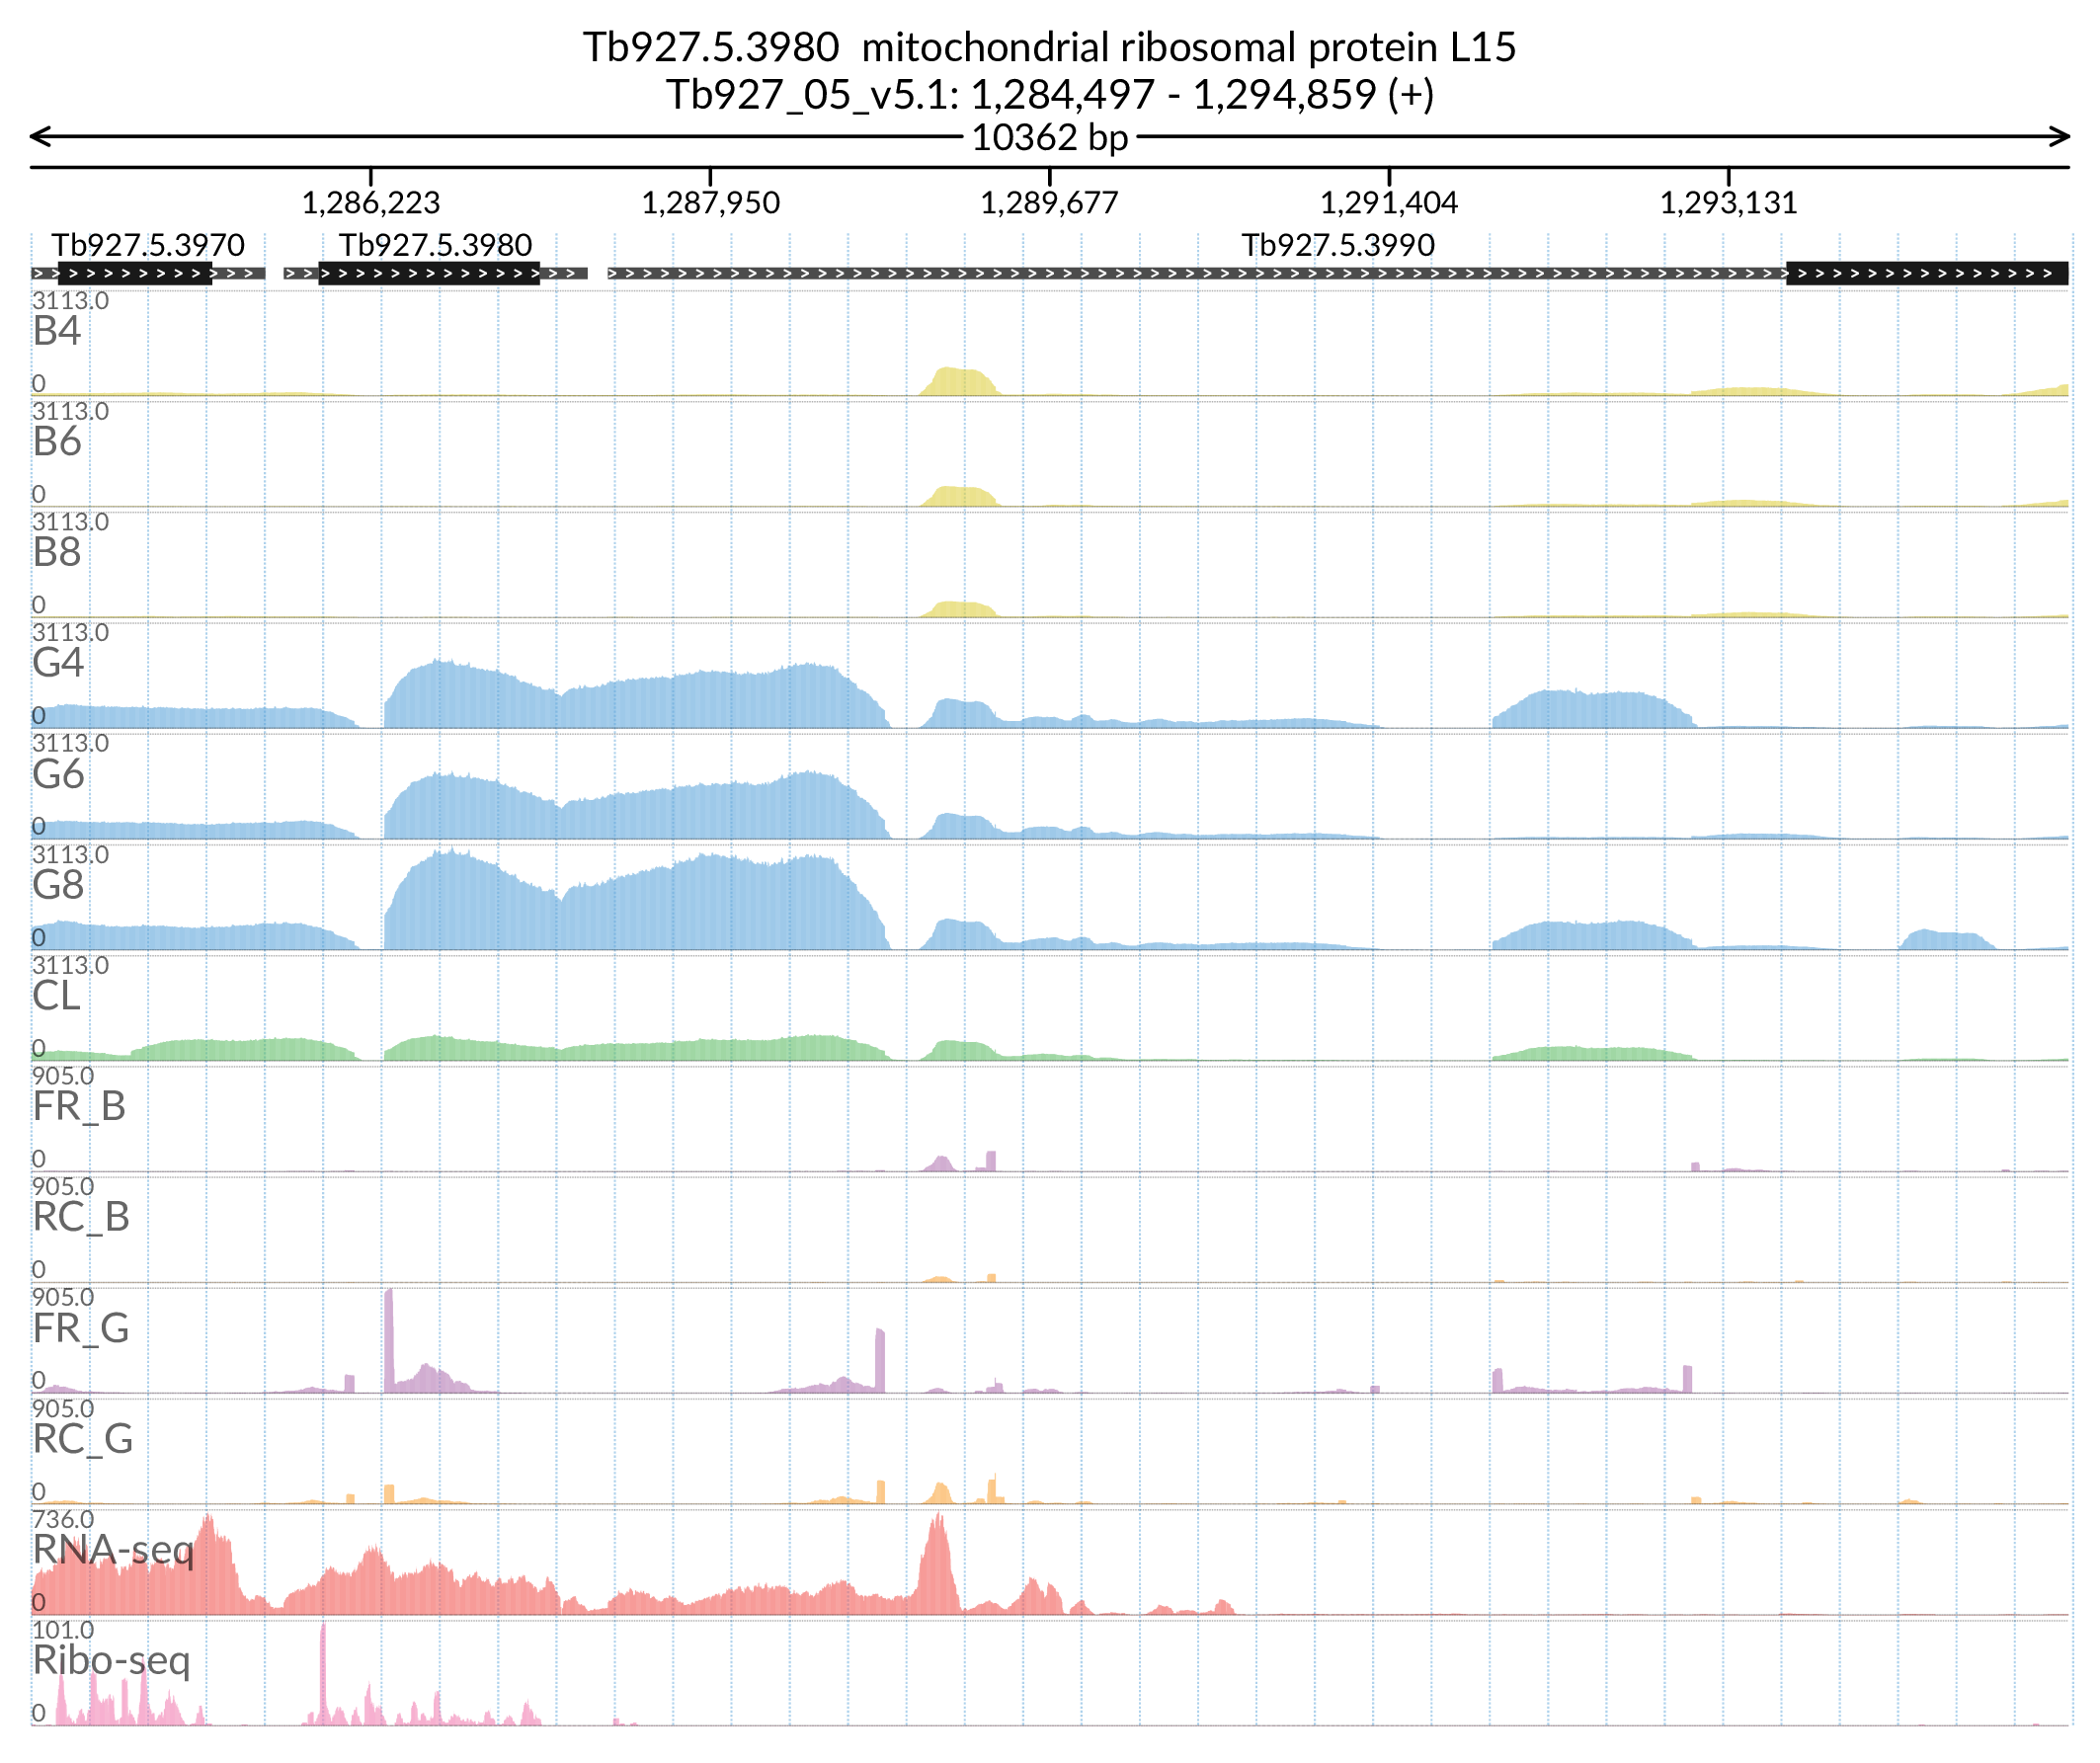 Tb927.5.3980  mitochondrial ribosomal protein L15
Tb927_05_v5.1: 1,284,497 - 1,294,859 (+)
10362 bp
1,286,223 1,287,950 1,289,677 1,291,404 1,293,131
Tb927.5.3970 Tb927.5.3980 Tb927.5.3990
3113.0
B4
0
3113.0
B6
0
3113.0
B8
0
3113.0
G4
0
3113.0
G6
0
3113.0
G8
0
3113.0
CL
0
905.0
FR_B
0
905.0
RC_B
0
905.0
FR_G
0
905.0
RC_G
0
736.0
RNA-seq
0
101.0
Ribo-seq
0